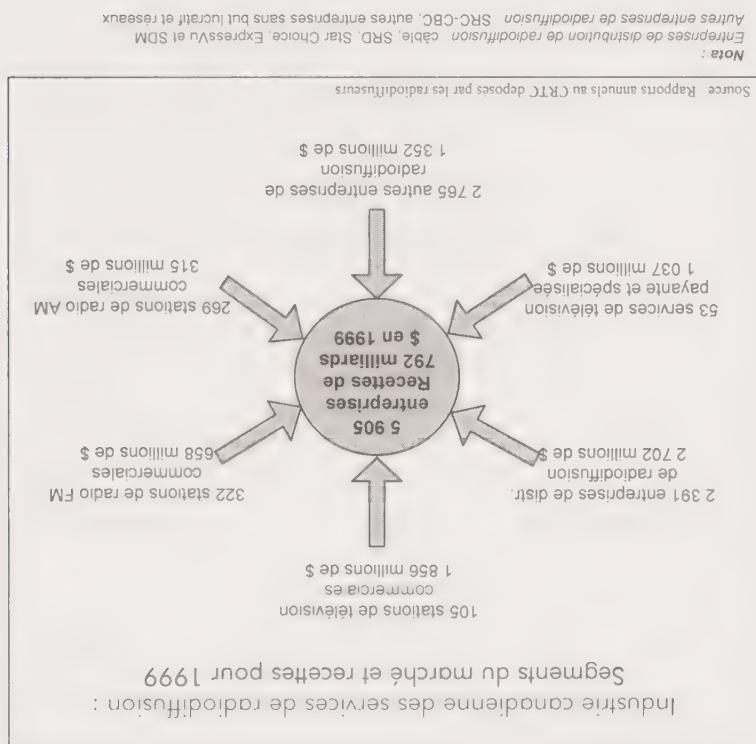 Industrie canadienne des services de radiodiffusion :
Segments du marché et recettes pour 1999
105 stations de télévision
commerciales
1 856 millions de $
2 391 entreprises de distr.
de radiodiffusion
2 702 millions de $
322 stations de radio FM
commerciales
658 millions de $
5 905
entreprises
Recettes de
792 milliards
$ en 1999
53 services de télévision
payante et spécialisée
1 037 millions de $
269 stations de radio AM
commerciales
315 millions de $
2 765 autres entreprises de
radiodiffusion
1 352 millions de $
Source Rapports annuels au CRTC déposés par les radiodiffuseurs
Nota :
Entreprises de distribution de radiodiffusion câble, SRD, Star Choice, ExpressVu et SDM
Autres entreprises de radiodiffusion SRC-CBC, autres entreprises sans but lucratif et réseaux